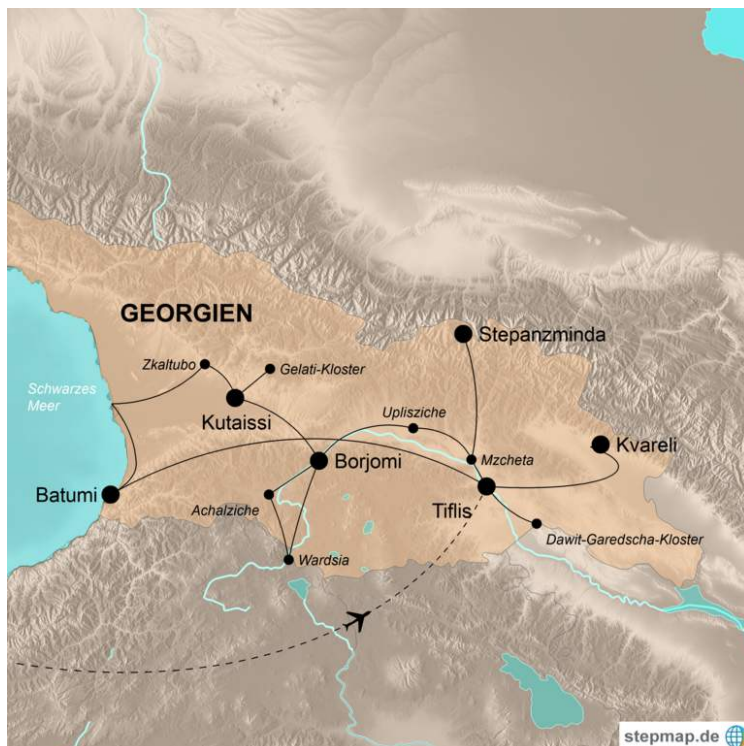 GEORGIEN
Stepanzminda
Zkaltubo
Gelati-Kloster
Schwarzes
Meer
Kutaissi
Uplisziche
Kvareli
Borjomi
Mzcheta
Batumi
Tiflis
Achalziche
Dawit-Garedscha-Kloster
Wardsia
stepmap.de